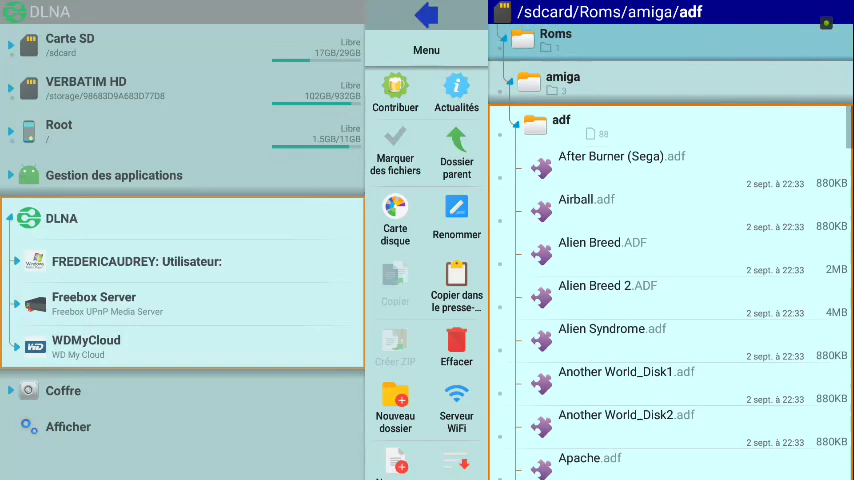 DLNA
Carte SD
/sdcard
Libre
17GB/29GB
VERBATIM HD
/storage/98683D9A683D77D8
Libre
102GB/932GB
Root
/
Libre
1.5GB/11GB
Gestion des applications
DLNA
FREDERICAUDREY: Utilisateur:
Freebox Server
Freebox UPnP Media Server
WDMyCloud
WD My Cloud
Coffre
Afficher
Menu
Contribuer
Actualités
Marquer
des fichiers
Dossier
parent
Carte
disque
Renommer
Copier
Copier dans
le presse-...
Créer ZIP
Effacer
Nouveau
dossier
Serveur
WiFi
/sdcard/Roms/amiga/adf
Roms
1
amiga
3
adf
88
After Burner (Sega).adf
2 sept. à 22:33 880KB
Airball.adf
2 sept. à 22:33 880KB
Alien Breed.ADF
2 sept. à 22:33 2MB
Alien Breed 2.ADF
2 sept. à 22:33 4MB
Alien Syndrome.adf
2 sept. à 22:33 880KB
Another World_Disk1.adf
2 sept. à 22:33 880KB
Another World_Disk2.adf
2 sept. à 22:33 880KB
Apache.adf